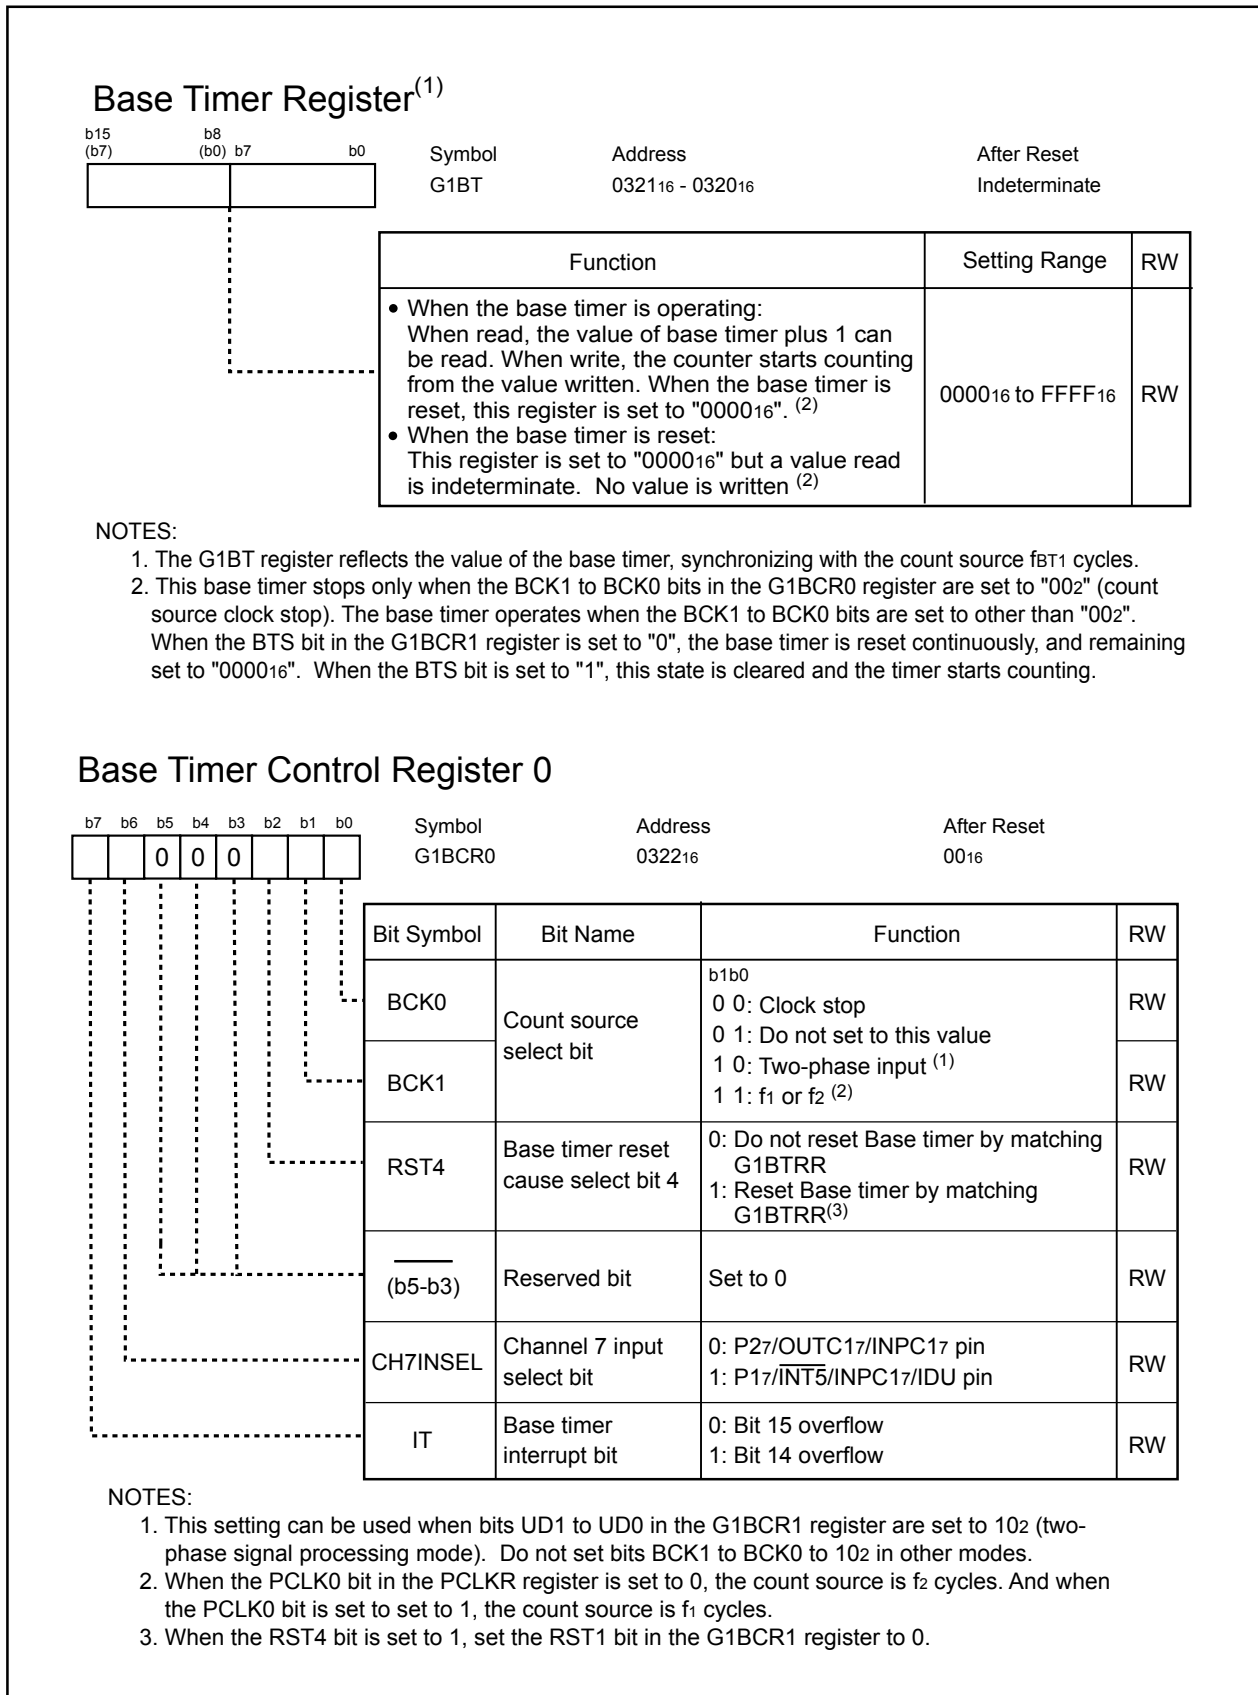 Base Timer Register(1)
b15 b8
(b7) (b0) b7 b0 Symbol Address After Reset
G1BT 032116 - 032016 Indeterminate
Function Setting Range RW
• When the base timer is operating:
When read, the value of base timer plus 1 can
be read. When write, the counter starts counting
from the value written. When the base timer is
reset, this register is set to "000016". (2)
• When the base timer is reset:
This register is set to "000016" but a value read
is indeterminate. No value is written (2)
000016 to FFFF16 RW
NOTES:
1. The G1BT register reflects the value of the base timer, synchronizing with the count source fBT1 cycles.
2. This base timer stops only when the BCK1 to BCK0 bits in the G1BCR0 register are set to "002" (count
source clock stop). The base timer operates when the BCK1 to BCK0 bits are set to other than "002".
When the BTS bit in the G1BCR1 register is set to "0", the base timer is reset continuously, and remaining
set to "000016". When the BTS bit is set to "1", this state is cleared and the timer starts counting.
Base Timer Control Register 0
b7 b6 b5 b4 b3 b2 b1 b0 Symbol Address After Reset
0 0 0 G1BCR0 032216 0016
Bit Symbol Bit Name Function RW
BCK0 RW
BCK1 RW
Count source
select bit
b1b0
0 0: Clock stop
0 1: Do not set to this value
1 0: Two-phase input (1)
1 1: f1 or f2 (2)
RST4
Base timer reset
cause select bit 4
0: Do not reset Base timer by matching
G1BTRR
1: Reset Base timer by matching
G1BTRR(3)
RW
(b5-b3) Reserved bit Set to 0 RW
CH7INSEL
Channel 7 input
select bit
0: P27/OUTC17/INPC17 pin
1: P17/INT5/INPC17/IDU pin
RW
IT
Base timer
interrupt bit
0: Bit 15 overflow
1: Bit 14 overflow
RW
NOTES:
1. This setting can be used when bits UD1 to UD0 in the G1BCR1 register are set to 102 (two-
phase signal processing mode). Do not set bits BCK1 to BCK0 to 102 in other modes.
2. When the PCLK0 bit in the PCLKR register is set to 0, the count source is f2 cycles. And when
the PCLK0 bit is set to set to 1, the count source is f1 cycles.
3. When the RST4 bit is set to 1, set the RST1 bit in the G1BCR1 register to 0.